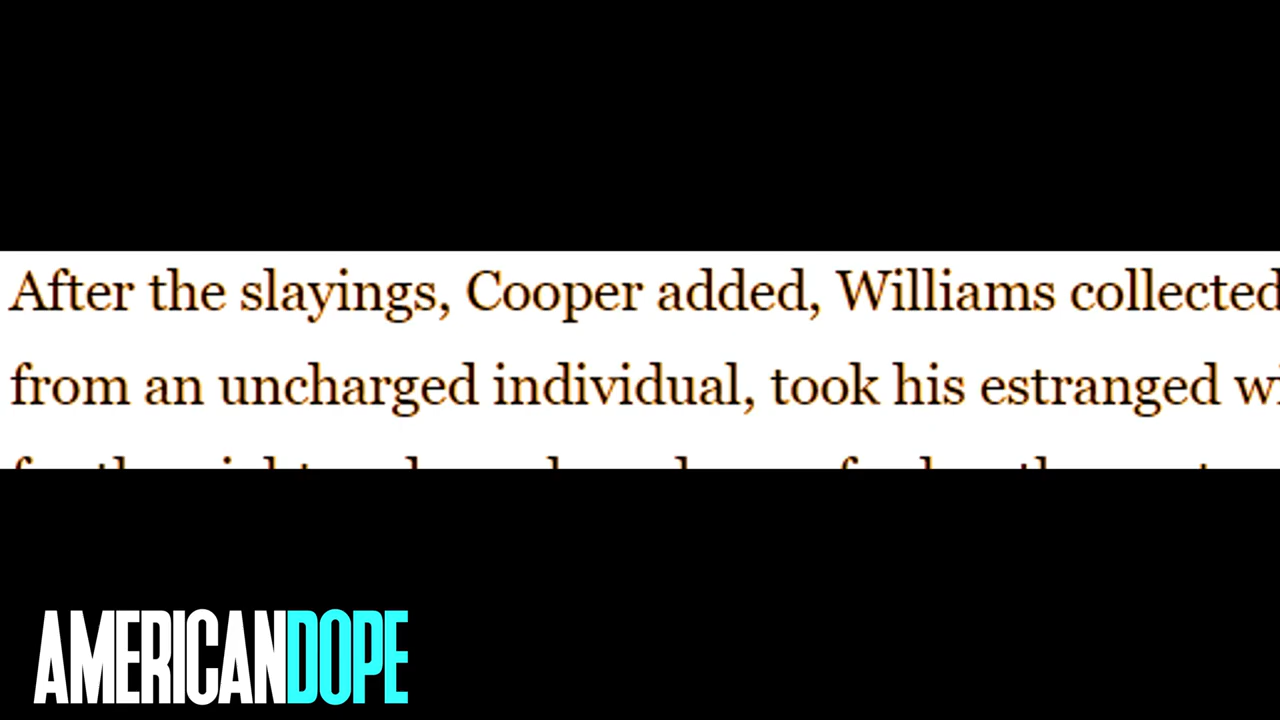 After the slayings, Cooper added, Williams collected
from an uncharged individual, took his estranged
AMERICANDOPE